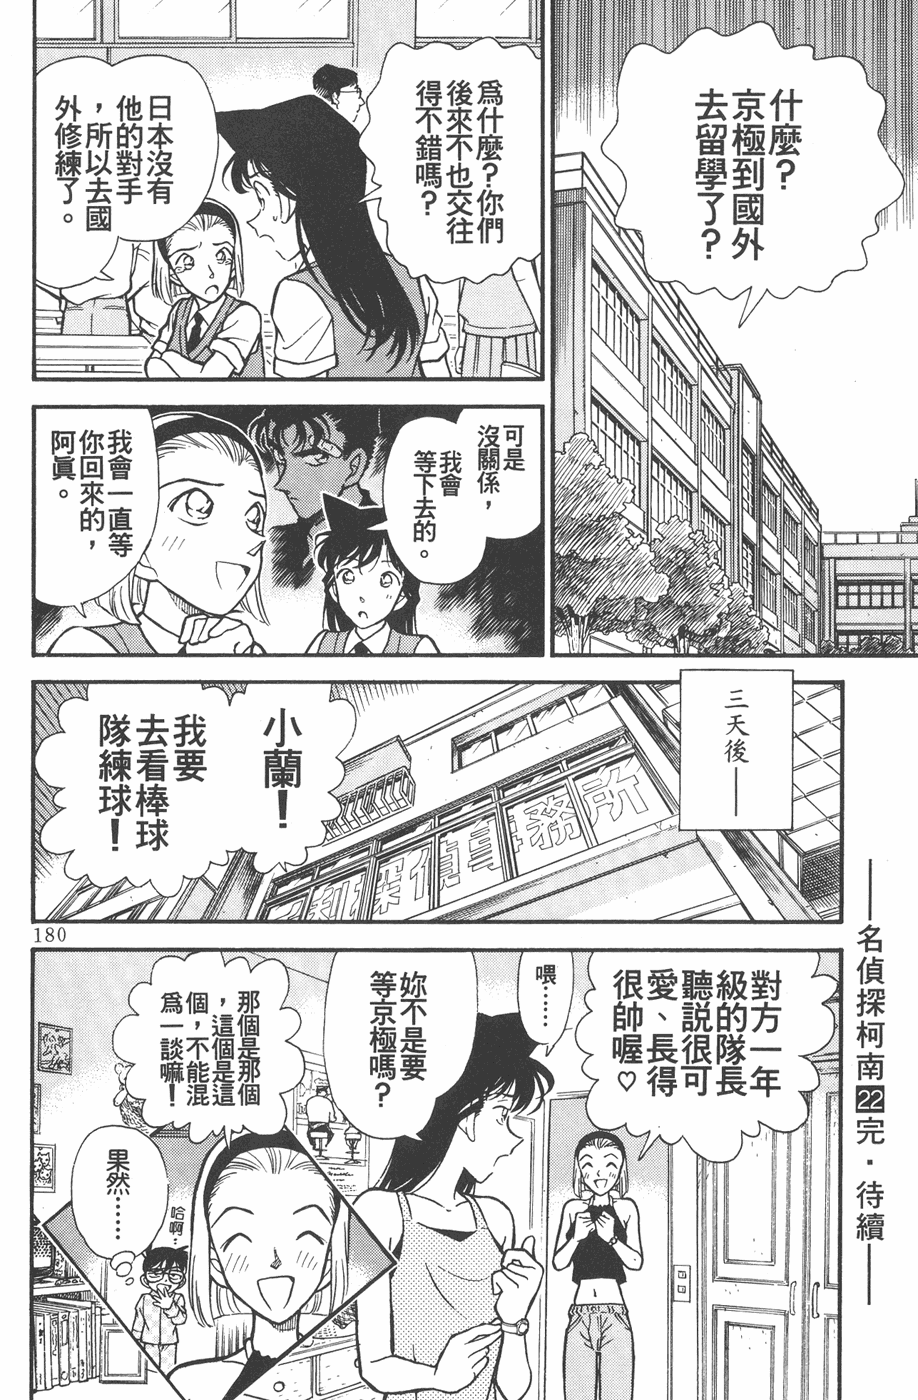 什麼？
京極到國外
去留學了？
爲什麼？你們
後來不也交往
得不錯嗎？
日本沒有
他的對手
，所以去國
外修練了。
可是
沒關係，
我會
等下去的。
我會一直等
你回來的，
阿眞。
三天後——
毛利探偵事務所
小蘭！
我要
去看棒球
隊練球！
180
對方一年
級的隊長
聽說很可
愛、長得
很帥喔♡
喂……
妳不是要
等京極嗎？
那個是那個
，這個是這
個，不能混
爲一談嘛！
果然……
哈啊…
——名偵探柯南22完・待續——